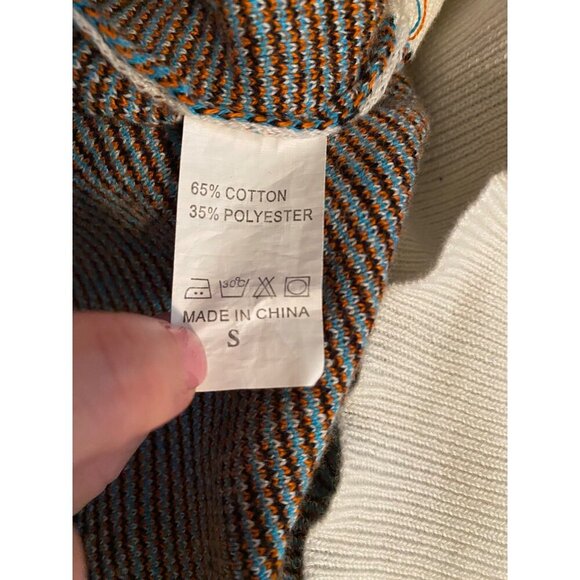 65% COTTON
35% POLYESTER
30°C
MADE IN CHINA
S